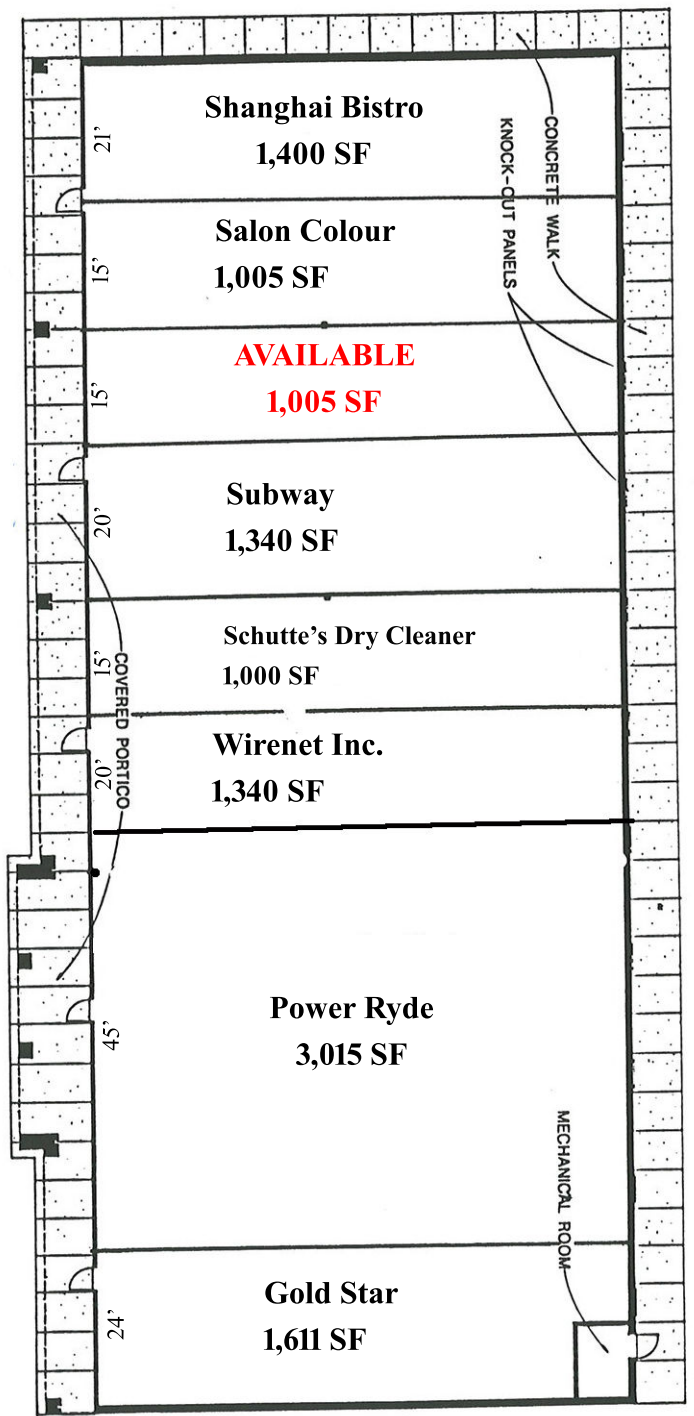 Shanghai Bistro
1,400 SF
21'
CONCRETE WALK
KNOCK-OUT PANELS
Salon Colour
1,005 SF
15'
AVAILABLE
1,005 SF
15'
Subway
1,340 SF
20'
Schutte's Dry Cleaner
1,000 SF
15'
COVERED PORTICO
Wirenet Inc.
1,340 SF
20'
Power Ryde
3,015 SF
45'
MECHANICAL ROOM
Gold Star
1,611 SF
24'